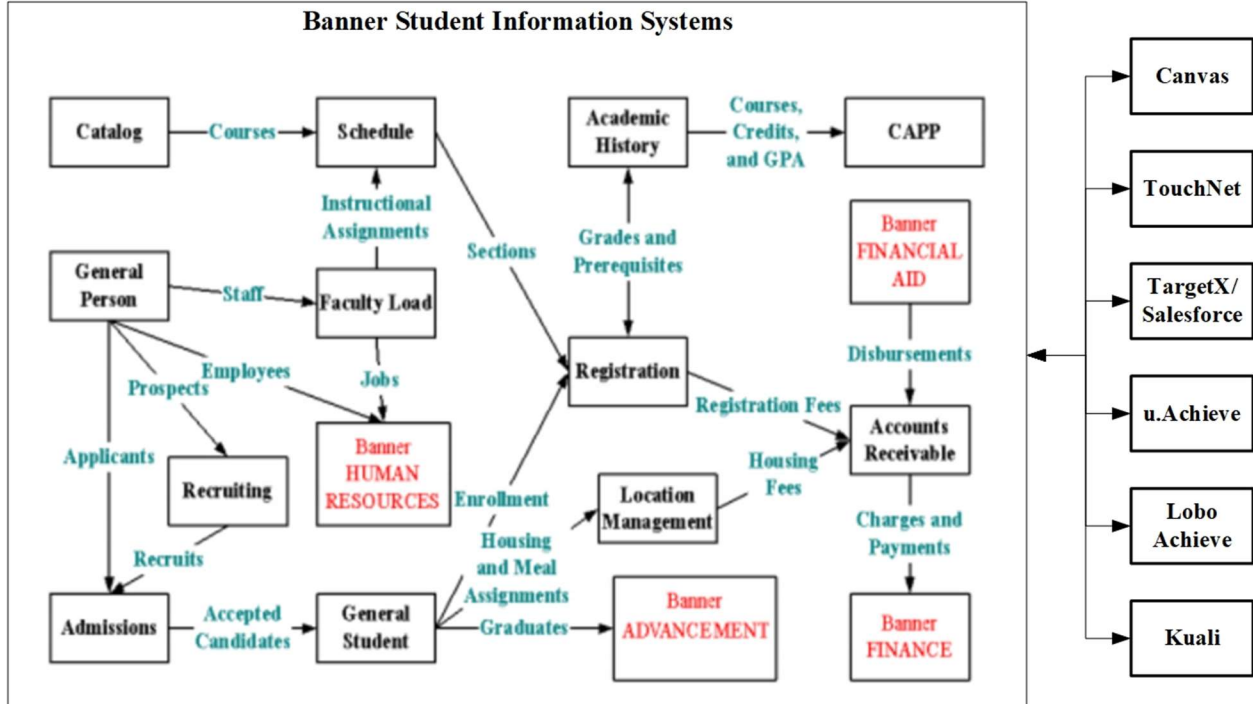 Banner Student Information Systems
Catalog
Courses
Schedule
Academic
History
Courses,
Credits,
and GPA
CAPP
Instructional
Assignments
Sections
Grades and
Prerequisites
Banner
FINANCIAL
AID
General
Person
Staff
Faculty Load
Disbursements
Employees
Prospects
Jobs
Registration
Registration Fees
Accounts
Receivable
Applicants
Recruiting
Banner
HUMAN
RESOURCES
Enrollment
Location
Management
Housing
Fees
Charges and
Payments
Recruits
Housing
and Meal
Assignments
Admissions
Accepted
Candidates
General
Student
Graduates
Banner
ADVANCEMENT
Banner
FINANCE
Canvas
TouchNet
TargetX/
Salesforce
u.Achieve
Lobo
Achieve
Kuali